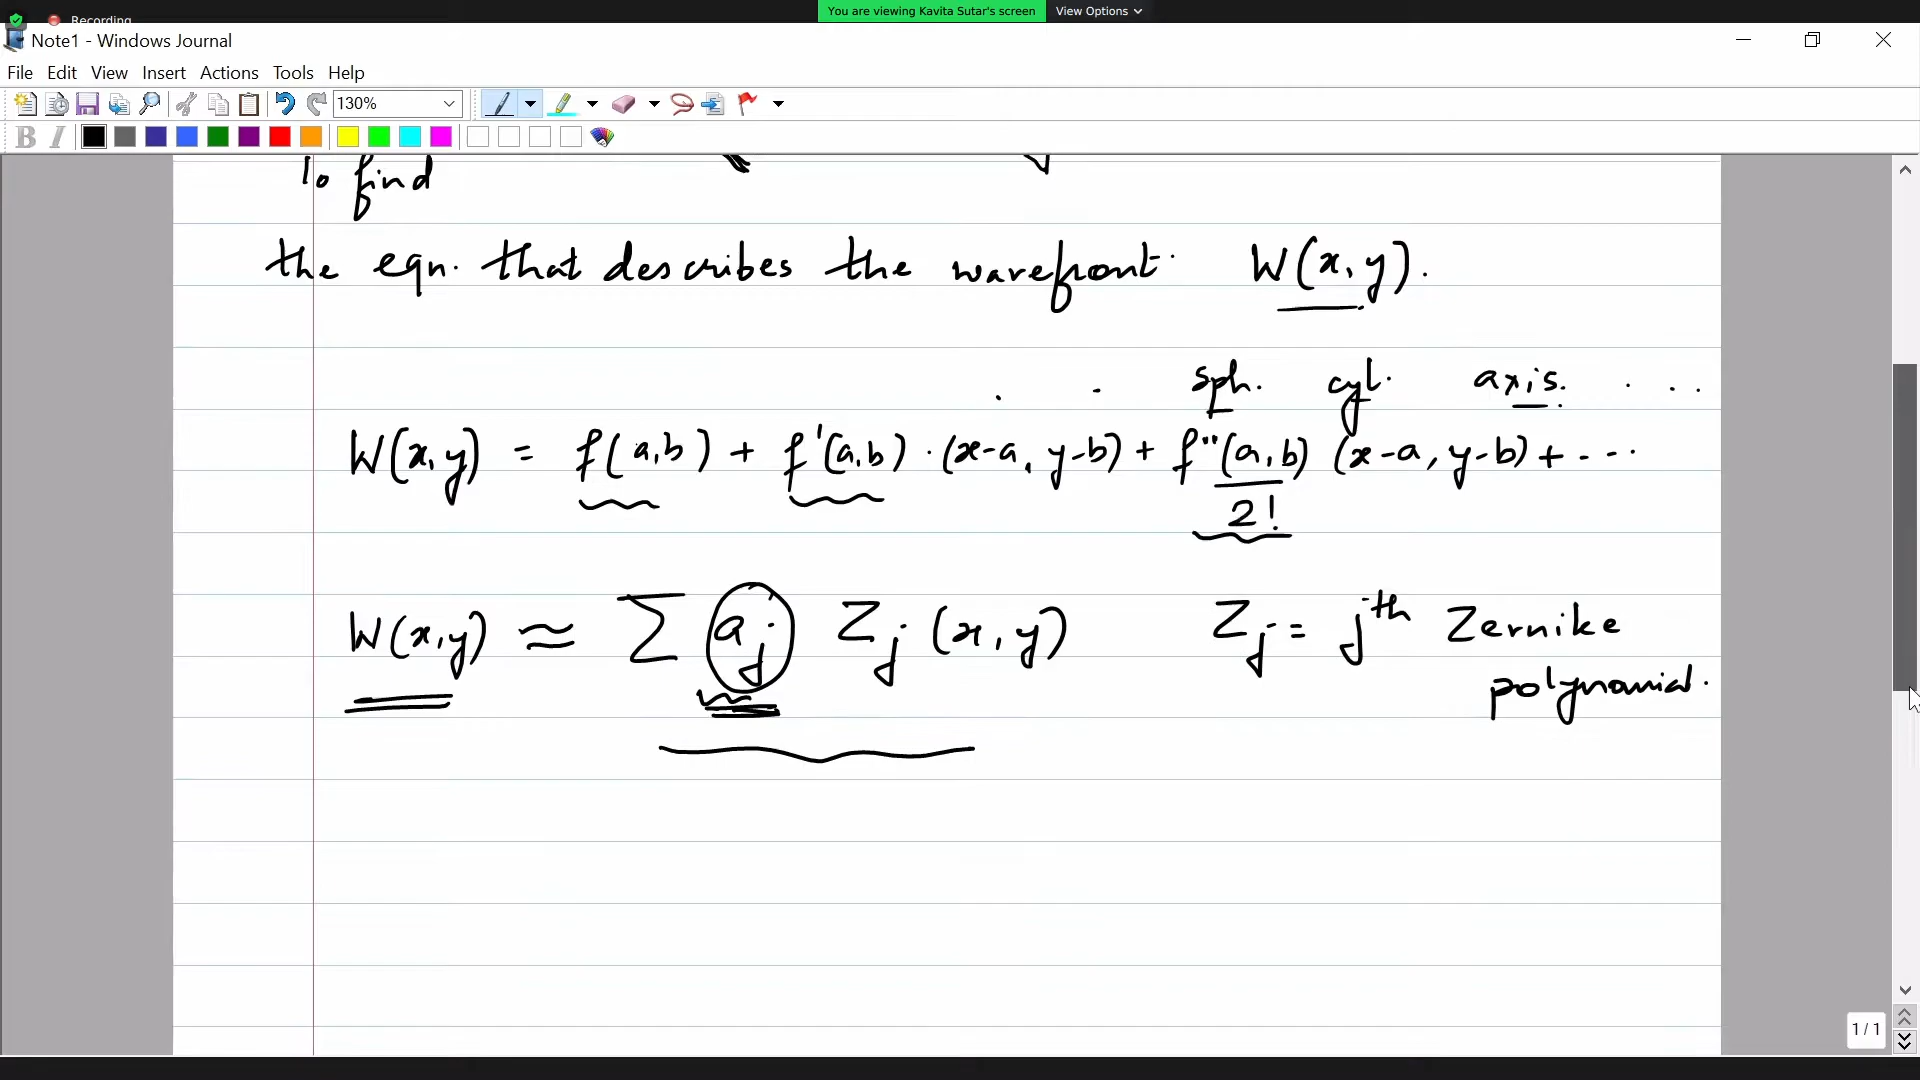 Recording
You are viewing Kavita Sutar's screen View Options
Note1 - Windows Journal
File Edit View Insert Actions Tools Help
130%
B I
To find
the eqn. that describes the wavefront. W(x,y).
sph. cyl. axis. . . .
W(x,y) = f(a,b) + f'(a,b) · (x-a, y-b) + f''(a,b)/2! (x-a, y-b) + ...
W(x,y) ≈ ∑ aj Zj (x,y) Zj = jth Zernike
polynomial.
1 / 1